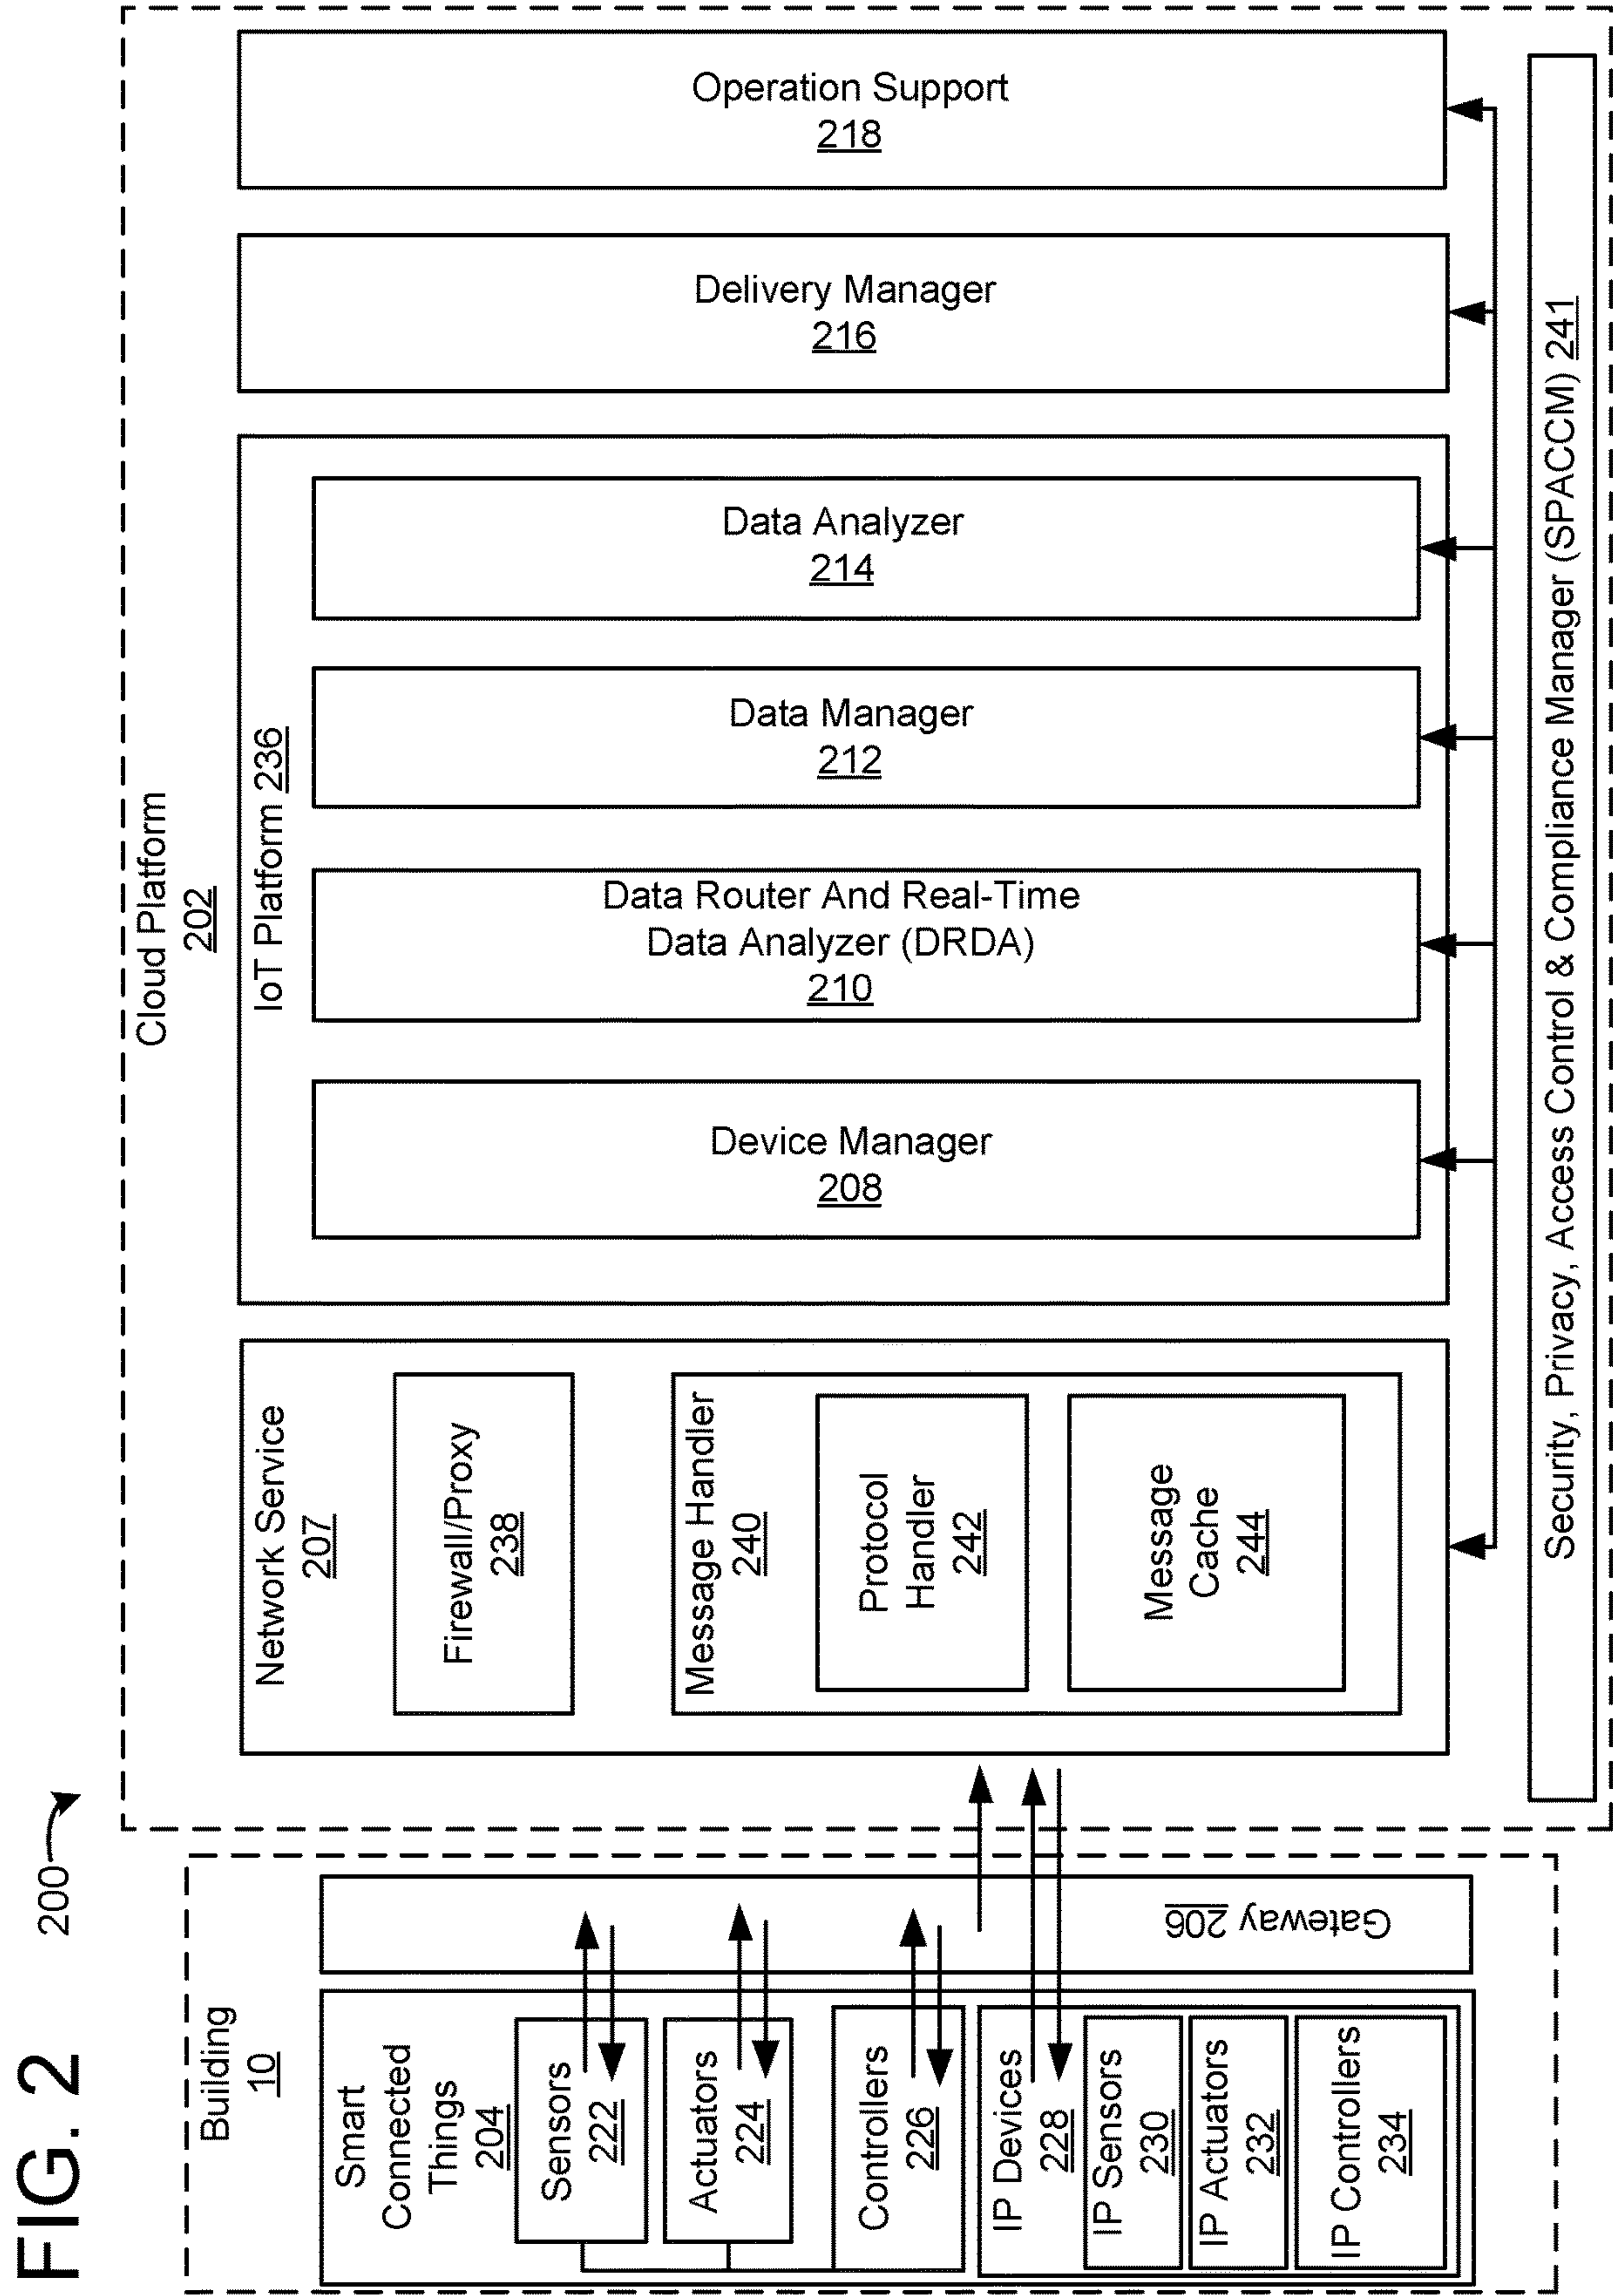 FIG. 2
200
Building
10
Smart
Connected
Things
204
Sensors
222
Actuators
224
Controllers
226
IP Devices
228
IP Sensors
230
IP Actuators
232
IP Controllers
234
Gateway 206
Cloud Platform
202
Network Service
207
Firewall/Proxy
238
Message Handler
240
Protocol
Handler
242
Message
Cache
244
IoT Platform 236
Device Manager
208
Data Router And Real-Time
Data Analyzer (DRDA)
210
Data Manager
212
Data Analyzer
214
Delivery Manager
216
Operation Support
218
Security, Privacy, Access Control & Compliance Manager (SPACCM) 241